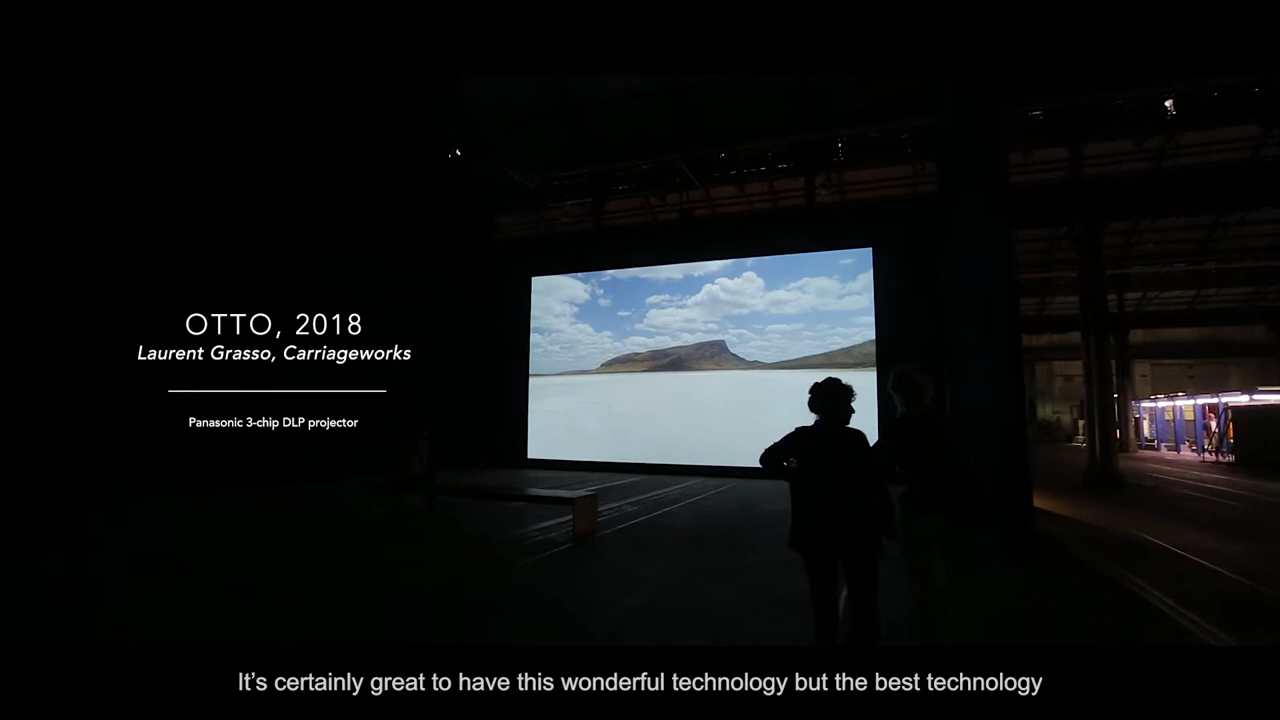 OTTO, 2018
Laurent Grasso, Carriageworks
Panasonic 3-chip DLP projector
It's certainly great to have this wonderful technology but the best technology